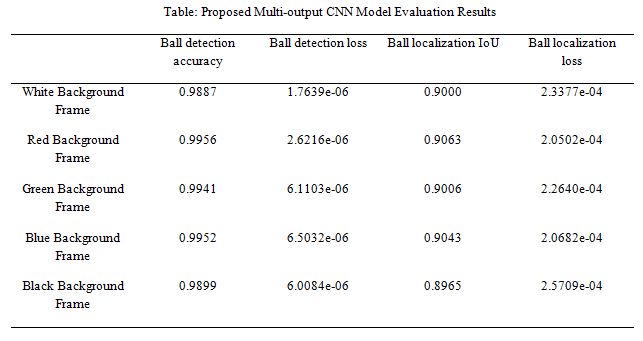 Table: Proposed Multi-output CNN Model Evaluation Results
Ball detection accuracy Ball detection loss Ball localization IoU Ball localization loss
White Background Frame 0.9887 1.7639e-06 0.9000 2.3377e-04
Red Background Frame 0.9956 2.6216e-06 0.9063 2.0502e-04
Green Background Frame 0.9941 6.1103e-06 0.9006 2.2640e-04
Blue Background Frame 0.9952 6.5032e-06 0.9043 2.0682e-04
Black Background Frame 0.9899 6.0084e-06 0.8965 2.5709e-04